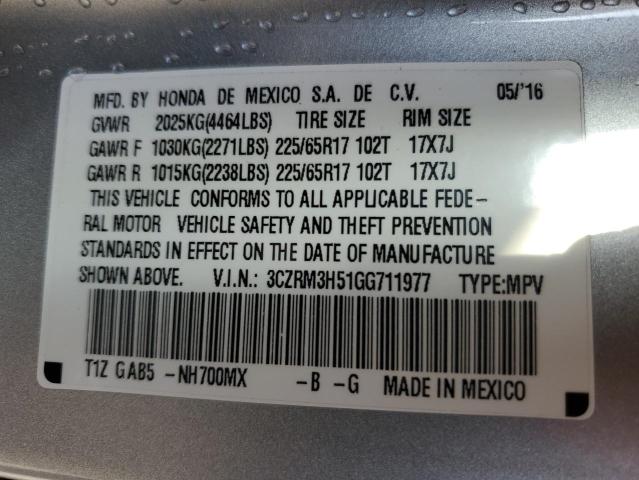 MFD. BY HONDA DE MEXICO S.A. DE C.V. 05/'16
GVWR 2025KG(4464LBS) TIRE SIZE RIM SIZE
GAWR F 1030KG(2271LBS) 225/65R17 102T 17X7J
GAWR R 1015KG(2238LBS) 225/65R17 102T 17X7J
THIS VEHICLE CONFORMS TO ALL APPLICABLE FEDE-
RAL MOTOR VEHICLE SAFETY AND THEFT PREVENTION
STANDARDS IN EFFECT ON THE DATE OF MANUFACTURE
SHOWN ABOVE. V.I.N.: 3CZRM3H51GG711977 TYPE:MPV
T1Z GAB5 -NH700MX -B -G MADE IN MEXICO